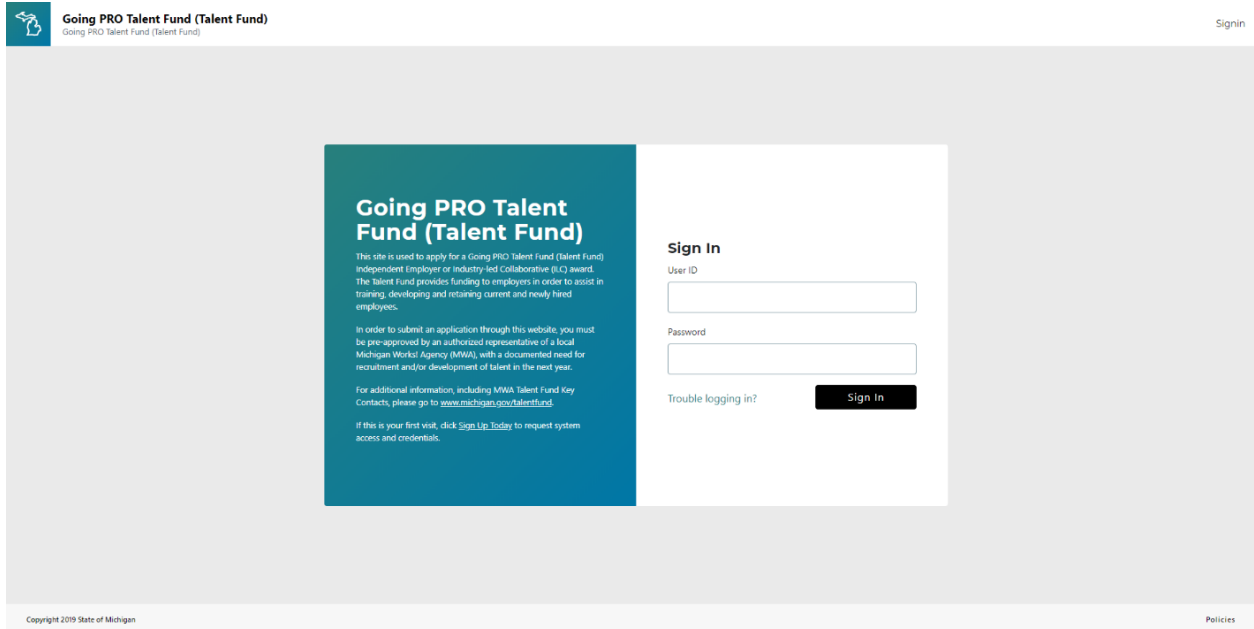 Going PRO Talent Fund (Talent Fund)
Going PRO Talent Fund (Talent Fund)
Signin
Going PRO Talent
Fund (Talent Fund)
This site is used to apply for a Going PRO Talent Fund (Talent Fund)
Independent Employer or Industry-led Collaborative (ILC) award.
The Talent Fund provides funding to employers in order to assist in
training, developing and retaining current and newly hired
employees.
In order to submit an application through this website, you must
be pre-approved by an authorized representative of a local
Michigan Works! Agency (MWA), with a documented need for
recruitment and/or development of talent in the next year.
For additional information, including MWA Talent Fund Key
Contacts, please go to www.michigan.gov/talentfund.
If this is your first visit, click Sign Up Today to request system
access and credentials.
Sign In
User ID
Password
Trouble logging in?
Sign In
Copyright 2019 State of Michigan
Policies